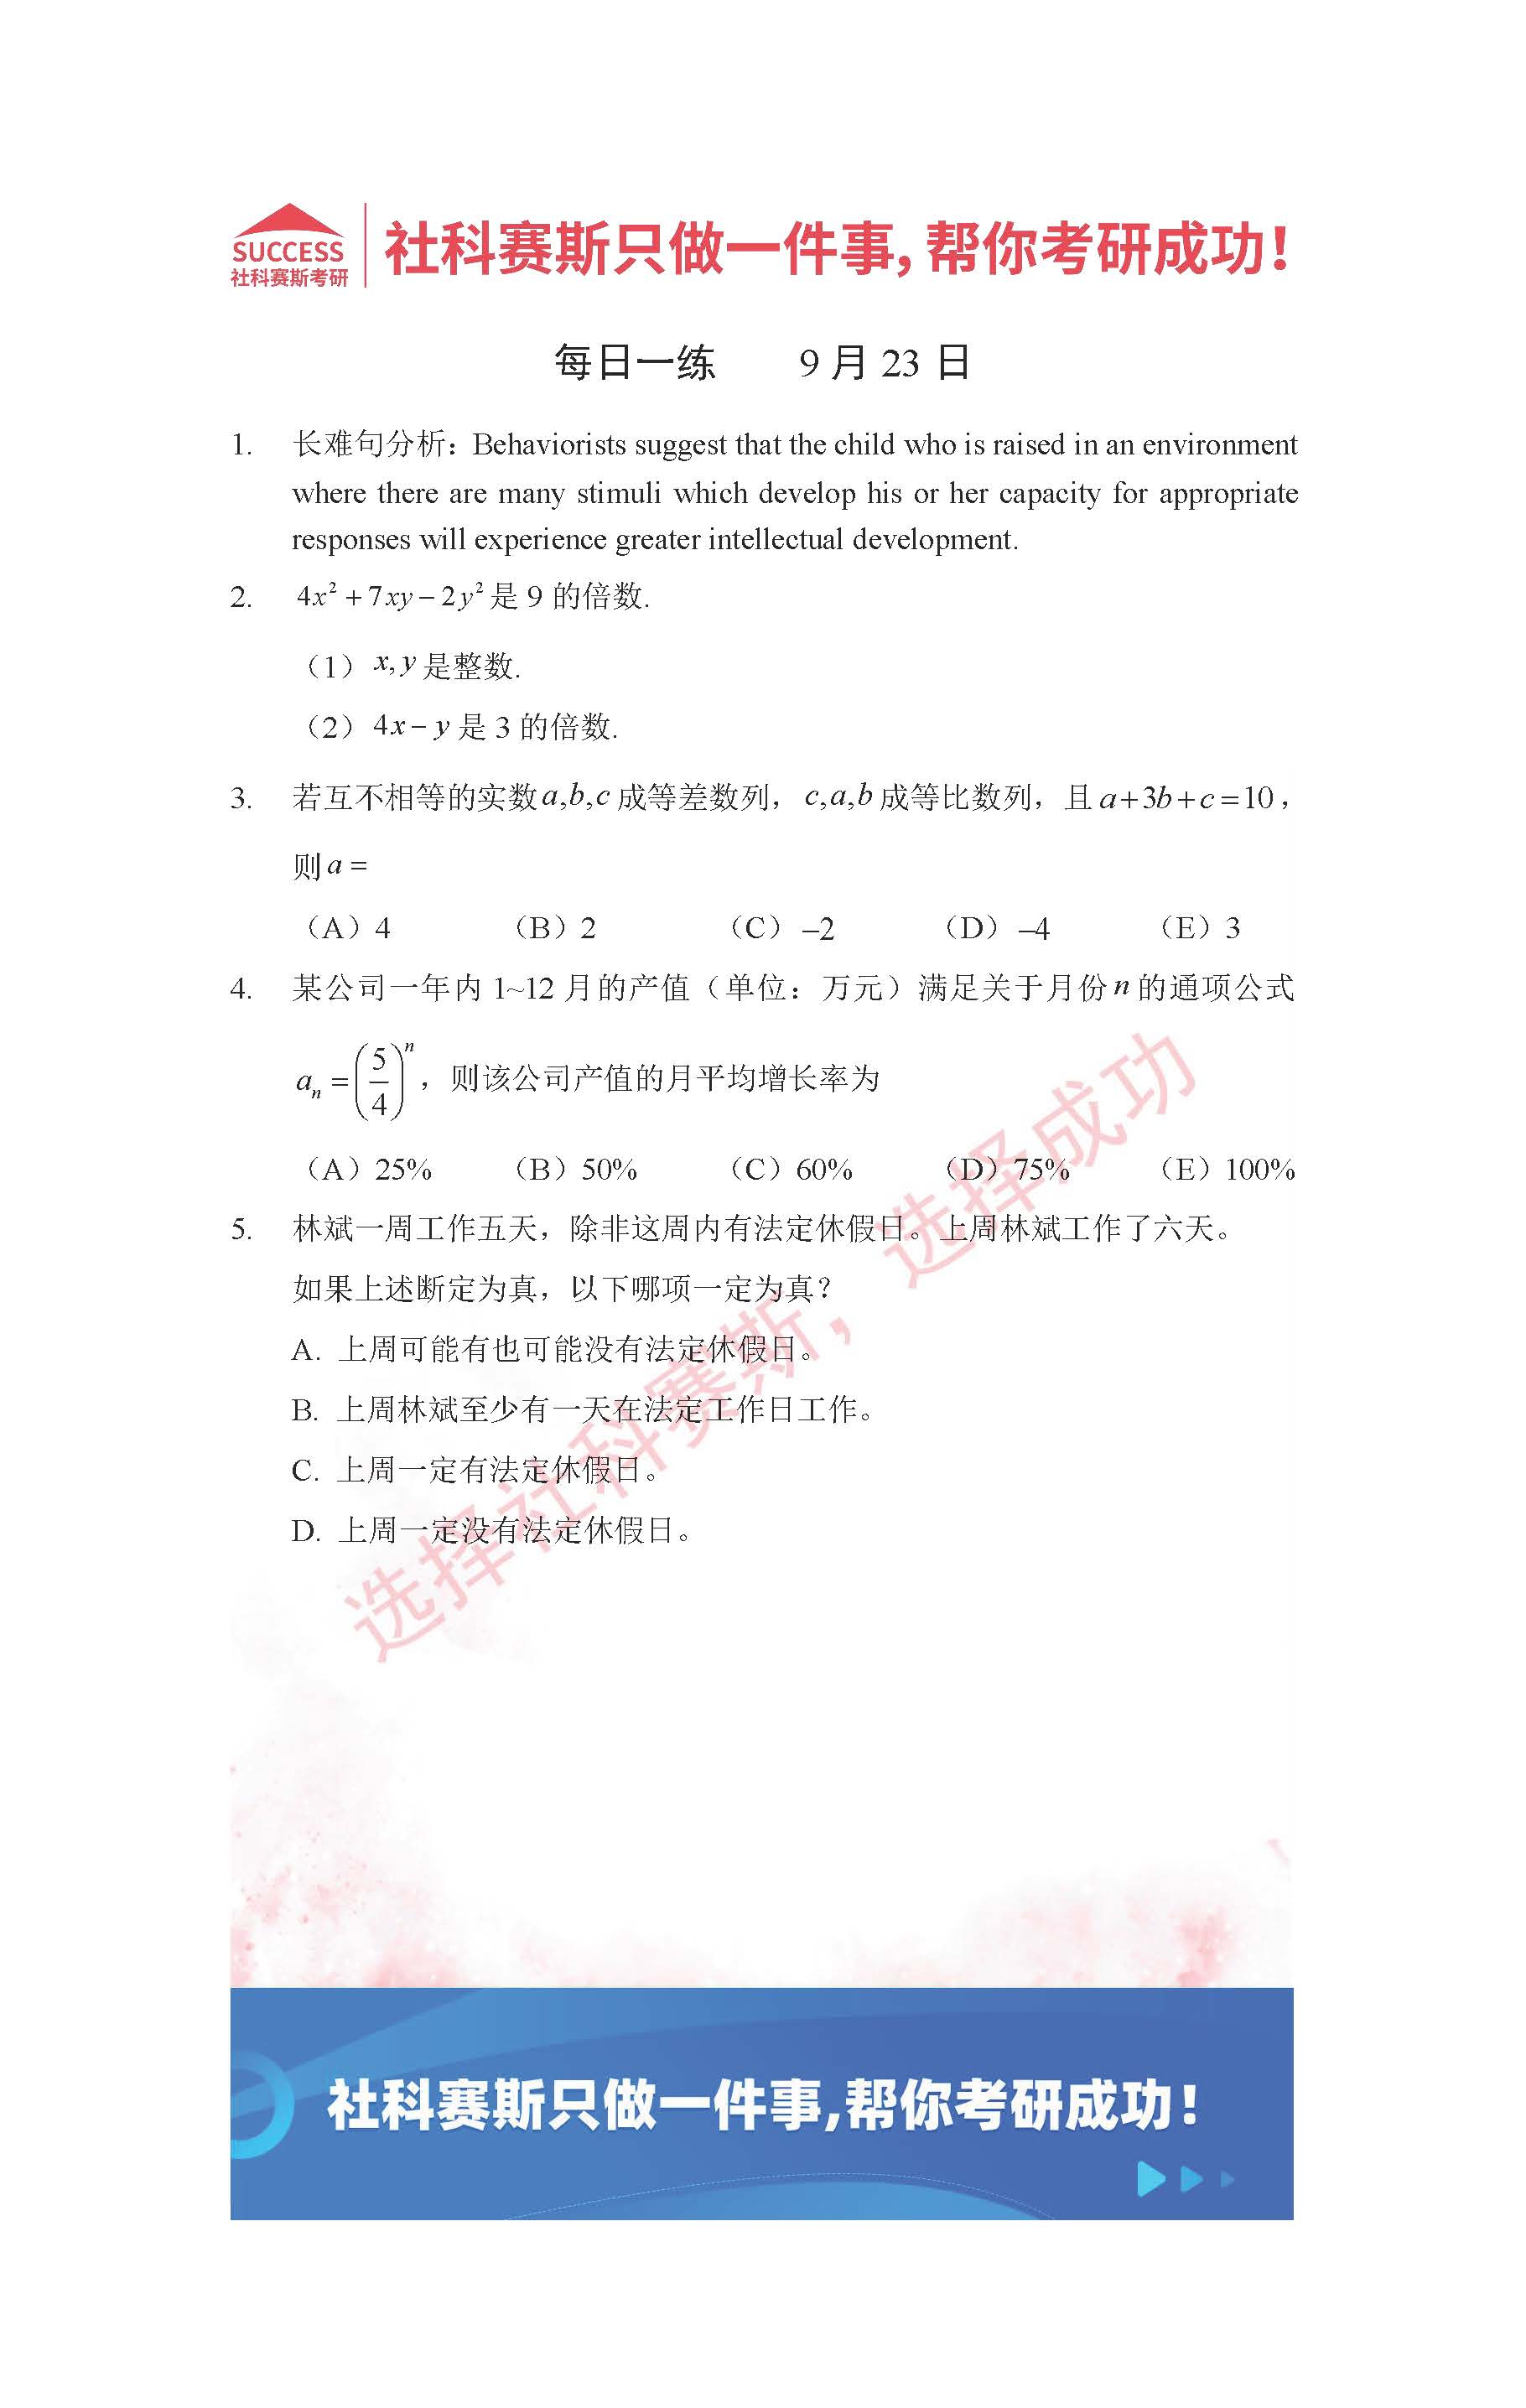 SUCCESS
社科赛斯考研
社科赛斯只做一件事,帮你考研成功!
每日一练 9月23日
1. 长难句分析:Behaviorists suggest that the child who is raised in an environment
where there are many stimuli which develop his or her capacity for appropriate
responses will experience greater intellectual development.
2. 4x²+7xy−2y²是9的倍数.
(1)x,y是整数.
(2)4x−y是3的倍数.
3. 若互不相等的实数a,b,c成等差数列,c,a,b成等比数列,且a+3b+c=10,
则a=
(A)4 (B)2 (C)–2 (D)–4 (E)3
4. 某公司一年内1~12月的产值(单位:万元)满足关于月份n的通项公式
aₙ=(5/4)ⁿ,则该公司产值的月平均增长率为
(A)25% (B)50% (C)60% (D)75% (E)100%
5. 林斌一周工作五天,除非这周内有法定休假日。上周林斌工作了六天。
如果上述断定为真,以下哪项一定为真?
A. 上周可能有也可能没有法定休假日。
B. 上周林斌至少有一天在法定工作日工作。
C. 上周一定有法定休假日。
D. 上周一定没有法定休假日。
选择社科赛斯,选择成功
社科赛斯只做一件事,帮你考研成功!